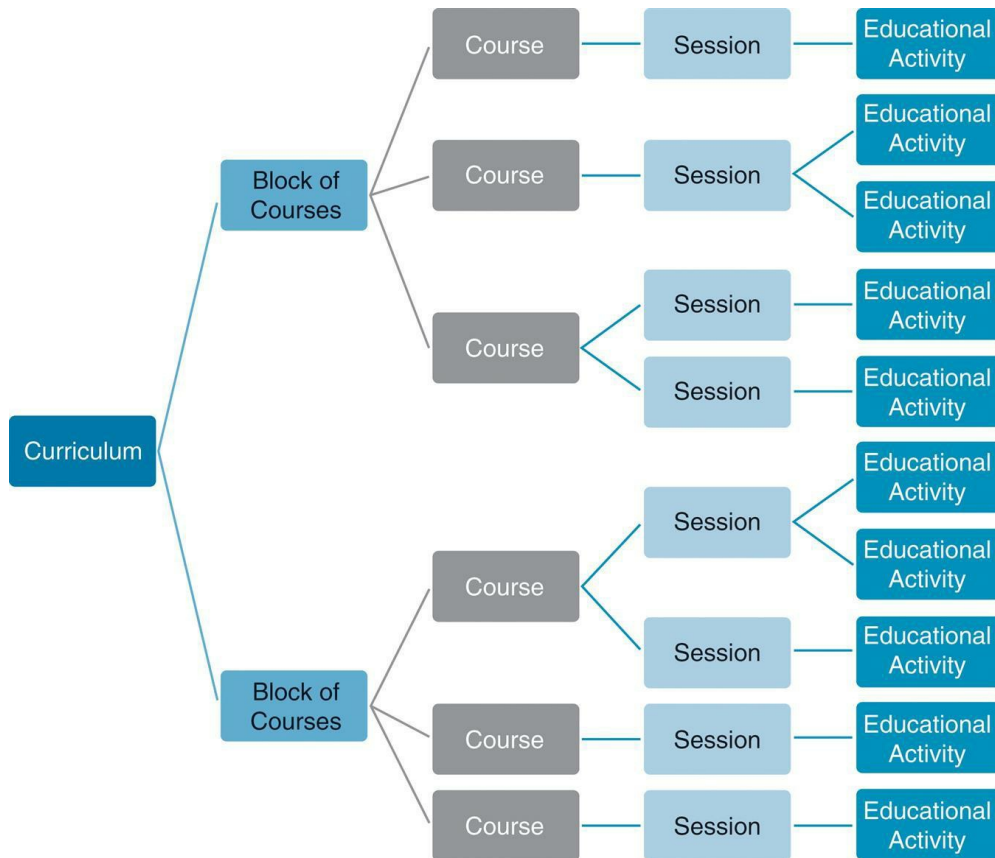 Curriculum
Block of
Courses
Course
Session
Educational
Activity
Course
Session
Educational
Activity
Educational
Activity
Course
Session
Educational
Activity
Session
Educational
Activity
Block of
Courses
Course
Session
Educational
Activity
Educational
Activity
Session
Educational
Activity
Course
Session
Educational
Activity
Course
Session
Educational
Activity